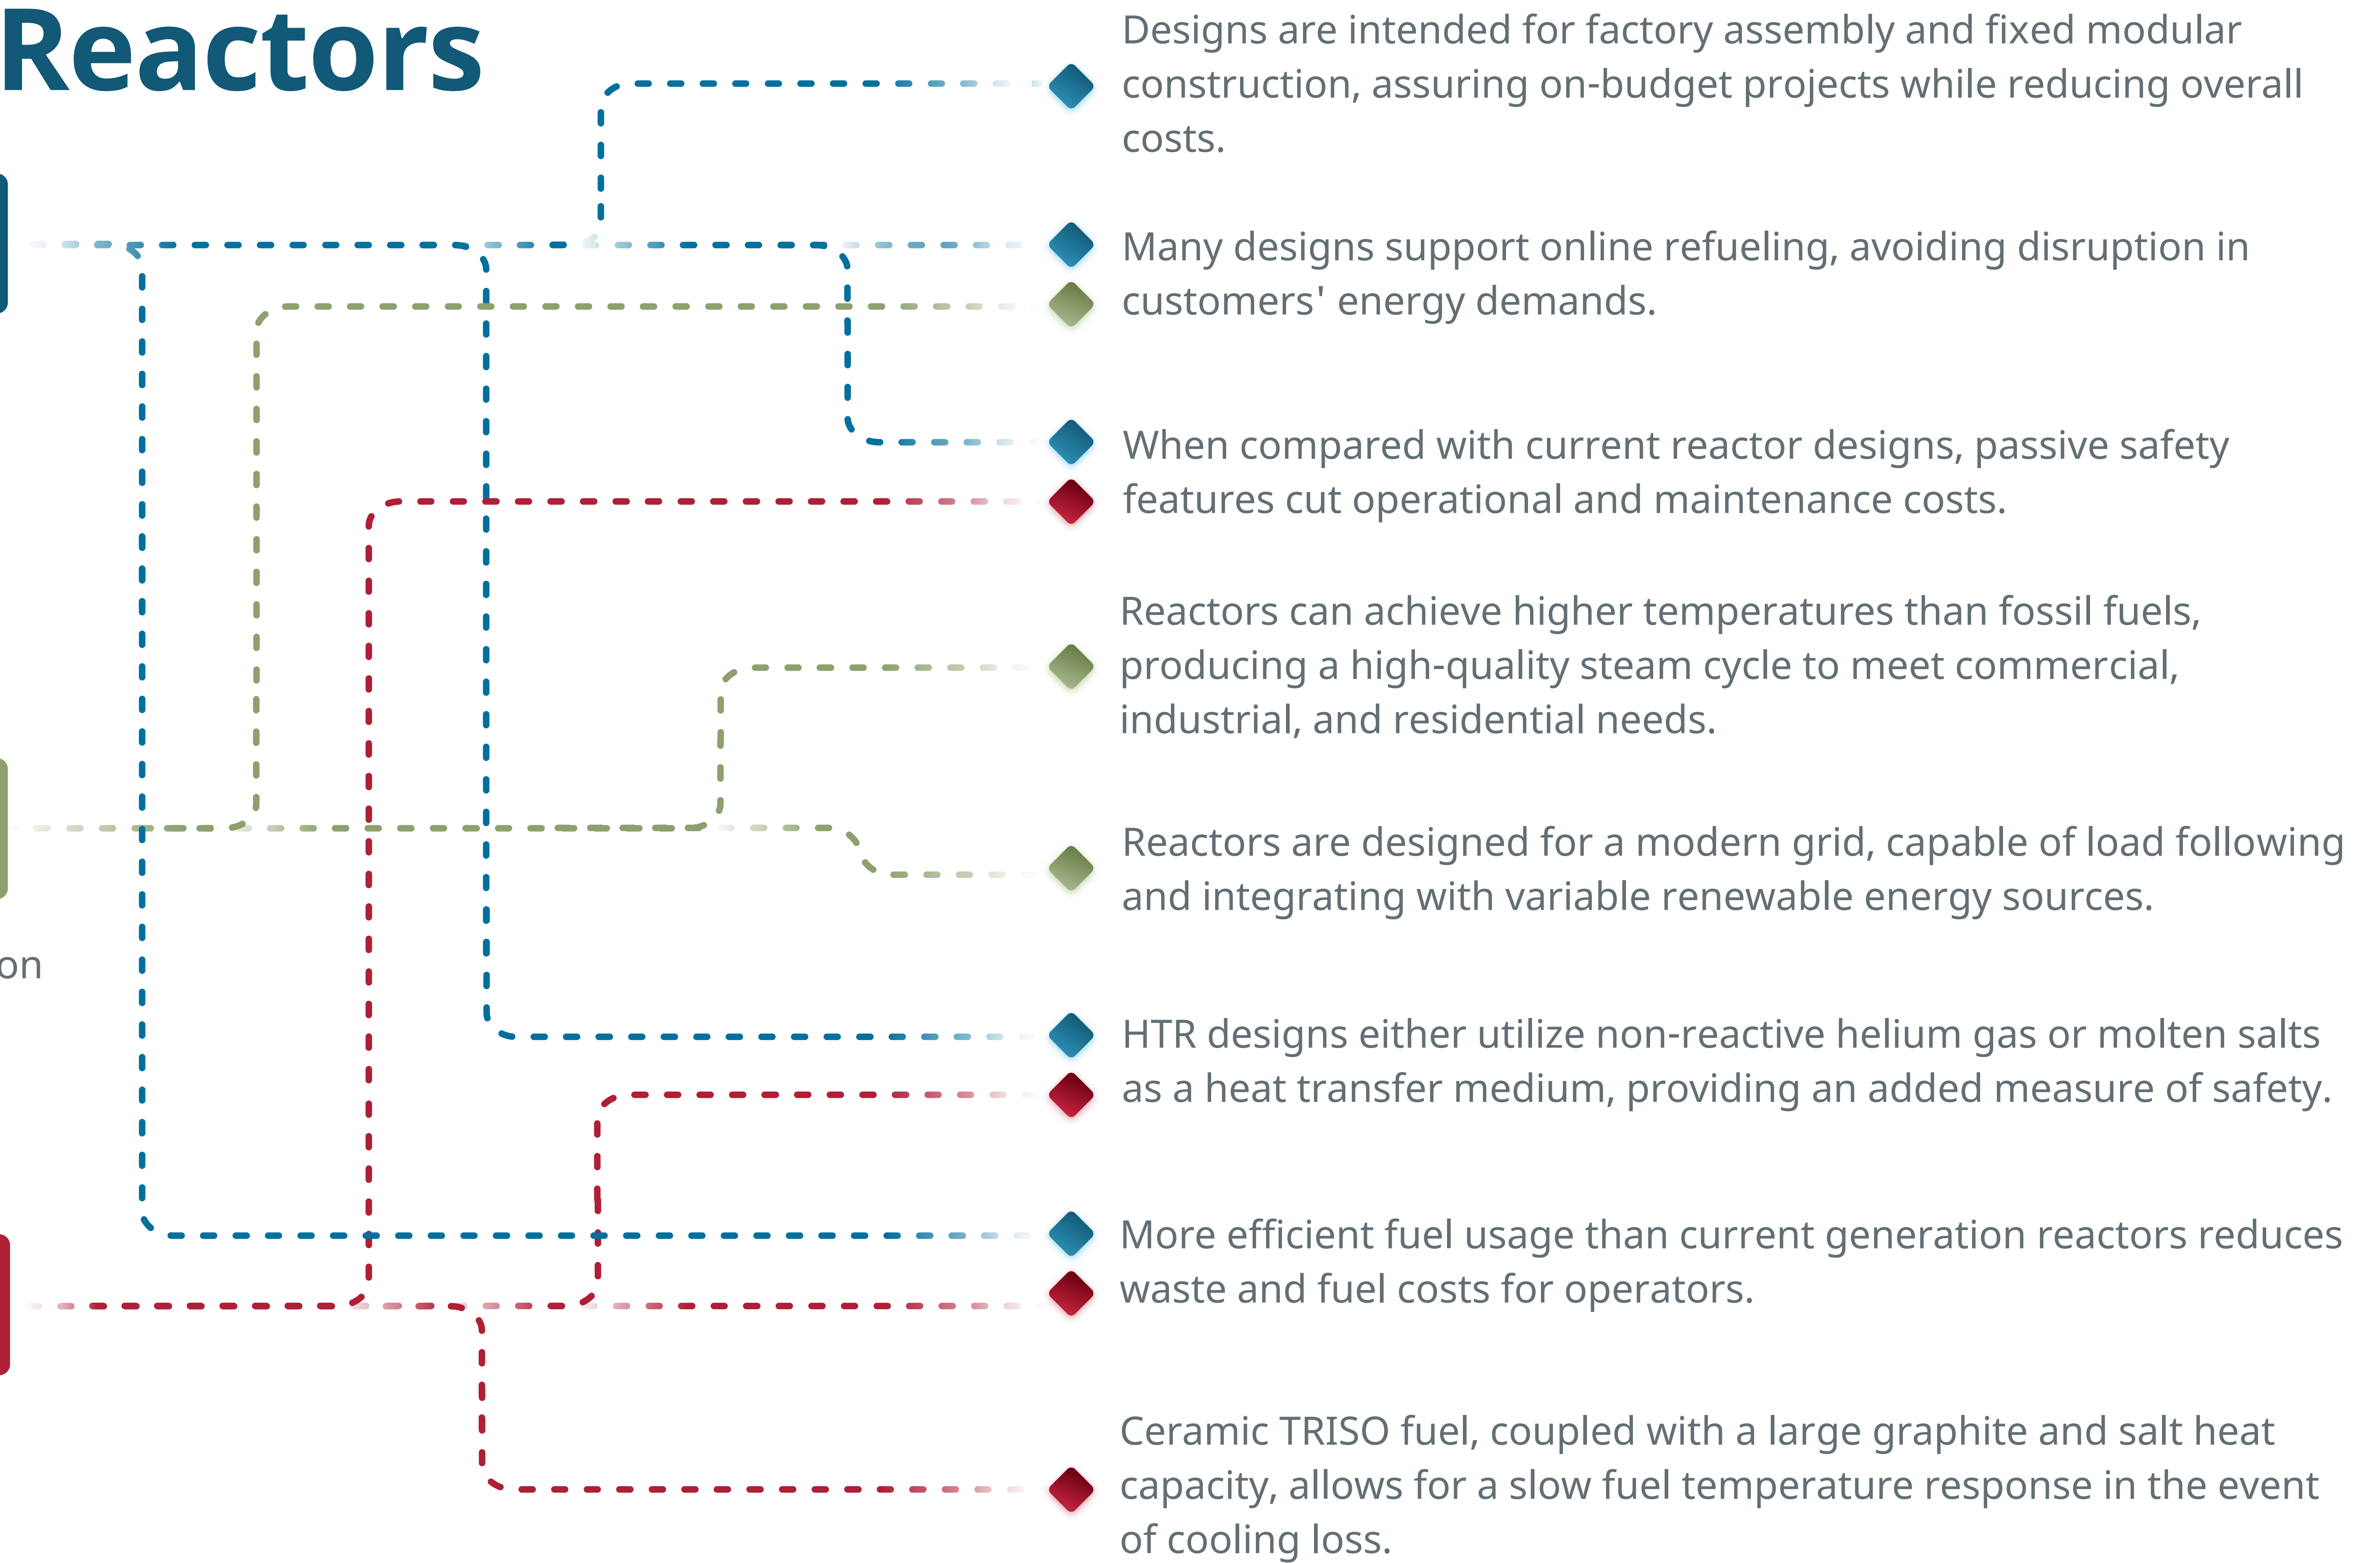 Reactors
Designs are intended for factory assembly and fixed modular
construction, assuring on-budget projects while reducing overall
costs.
Many designs support online refueling, avoiding disruption in
customers' energy demands.
When compared with current reactor designs, passive safety
features cut operational and maintenance costs.
Reactors can achieve higher temperatures than fossil fuels,
producing a high-quality steam cycle to meet commercial,
industrial, and residential needs.
Reactors are designed for a modern grid, capable of load following
and integrating with variable renewable energy sources.
on
HTR designs either utilize non-reactive helium gas or molten salts
as a heat transfer medium, providing an added measure of safety.
More efficient fuel usage than current generation reactors reduces
waste and fuel costs for operators.
Ceramic TRISO fuel, coupled with a large graphite and salt heat
capacity, allows for a slow fuel temperature response in the event
of cooling loss.